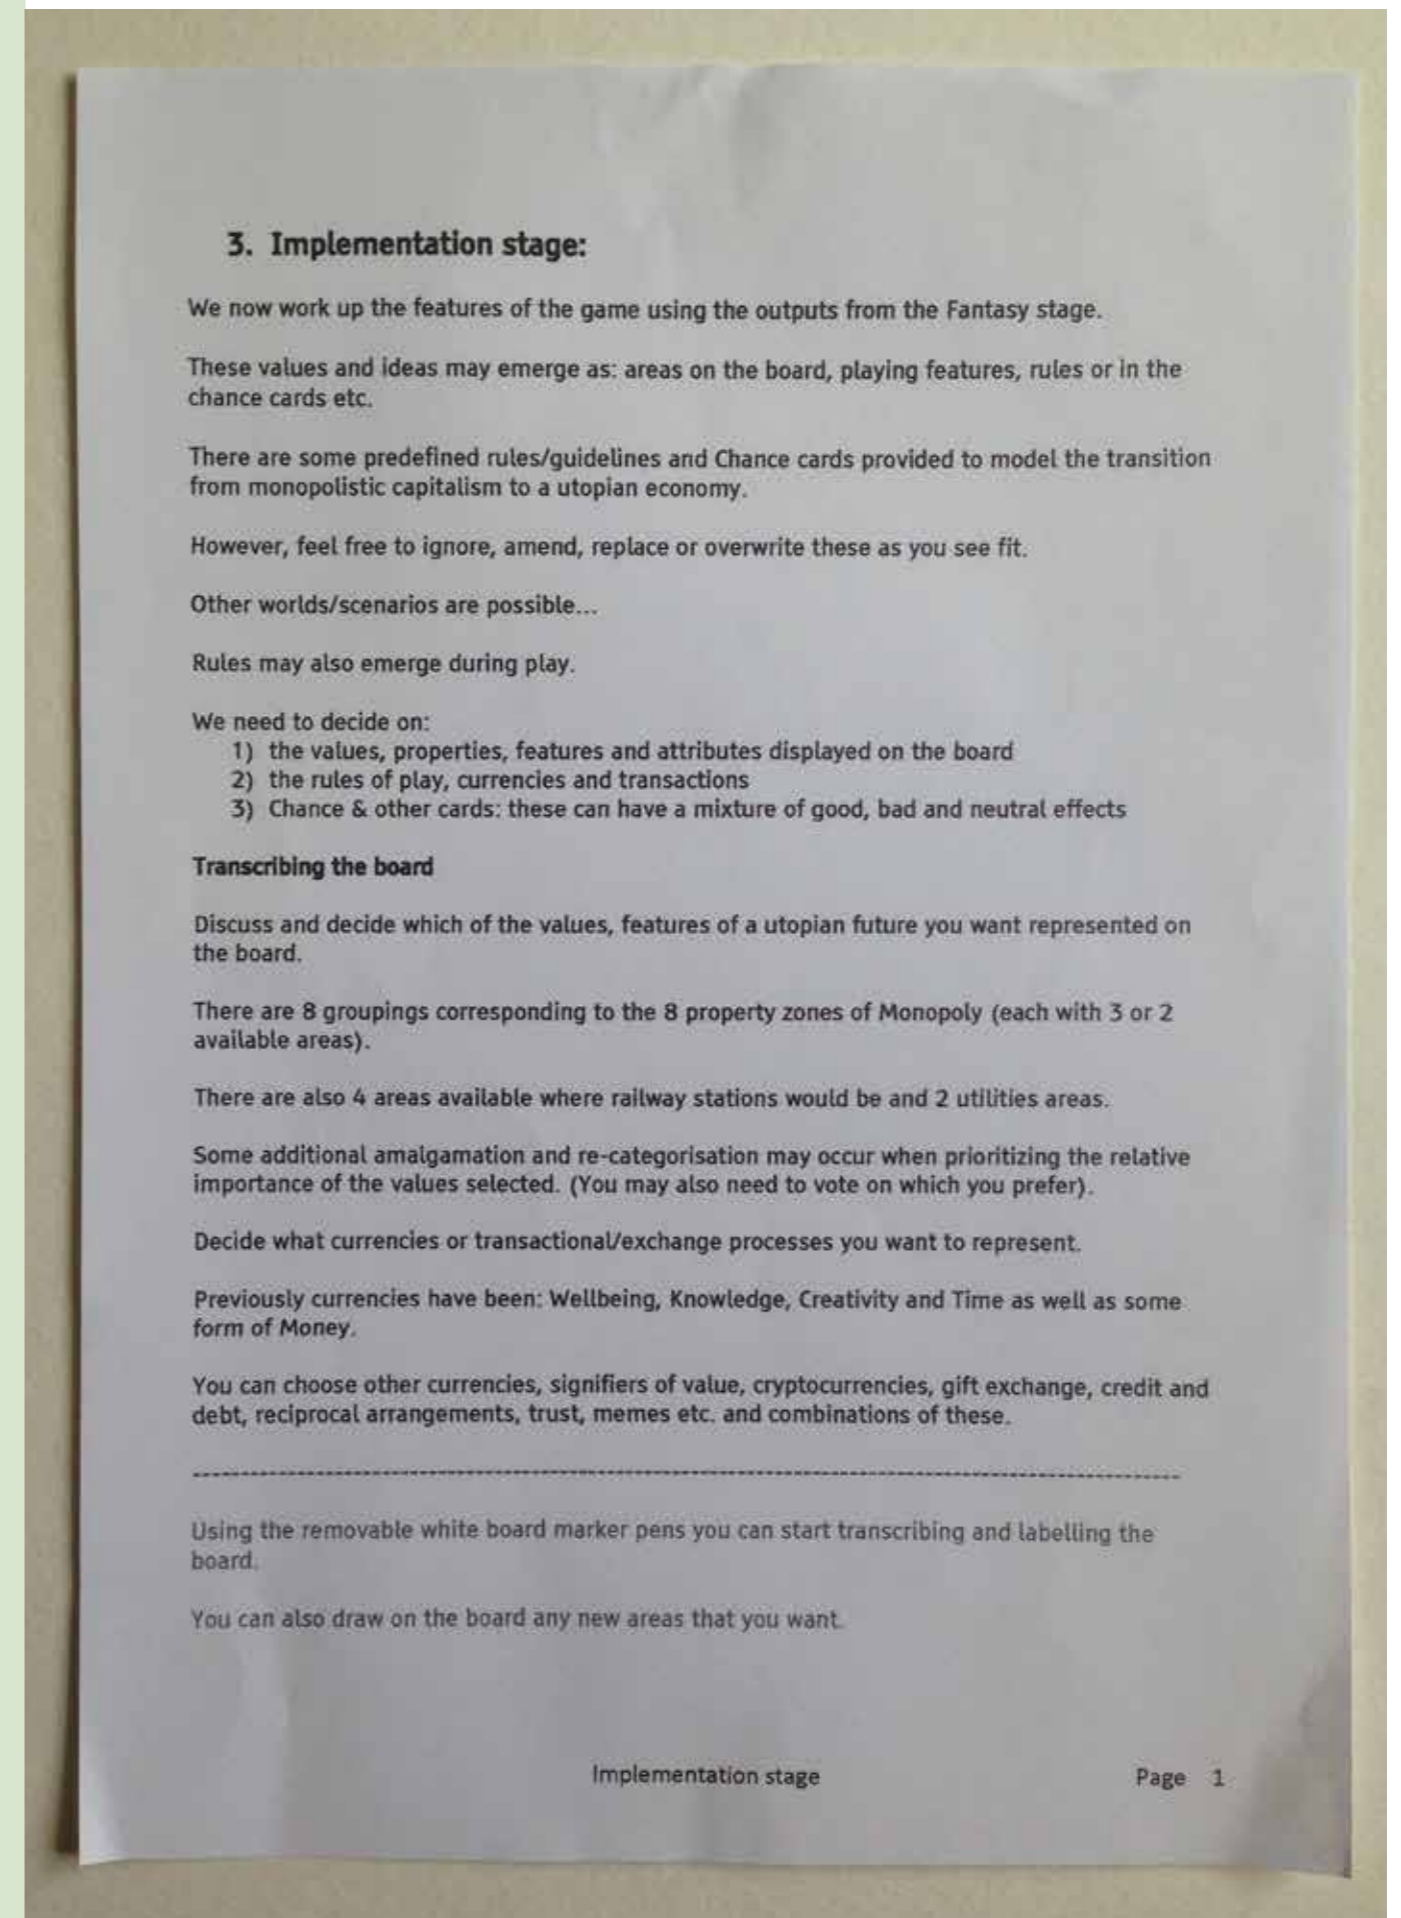 3. Implementation stage:
We now work up the features of the game using the outputs from the Fantasy stage.
These values and ideas may emerge as: areas on the board, playing features, rules or in the
chance cards etc.
There are some predefined rules/guidelines and Chance cards provided to model the transition
from monopolistic capitalism to a utopian economy.
However, feel free to ignore, amend, replace or overwrite these as you see fit.
Other worlds/scenarios are possible...
Rules may also emerge during play.
We need to decide on:
1) the values, properties, features and attributes displayed on the board
2) the rules of play, currencies and transactions
3) Chance & other cards: these can have a mixture of good, bad and neutral effects
Transcribing the board
Discuss and decide which of the values, features of a utopian future you want represented on
the board.
There are 8 groupings corresponding to the 8 property zones of Monopoly (each with 3 or 2
available areas).
There are also 4 areas available where railway stations would be and 2 utilities areas.
Some additional amalgamation and re-categorisation may occur when prioritizing the relative
importance of the values selected. (You may also need to vote on which you prefer).
Decide what currencies or transactional/exchange processes you want to represent.
Previously currencies have been: Wellbeing, Knowledge, Creativity and Time as well as some
form of Money.
You can choose other currencies, signifiers of value, cryptocurrencies, gift exchange, credit and
debt, reciprocal arrangements, trust, memes etc. and combinations of these.
Using the removable white board marker pens you can start transcribing and labelling the
board.
You can also draw on the board any new areas that you want.
Implementation stage Page 1